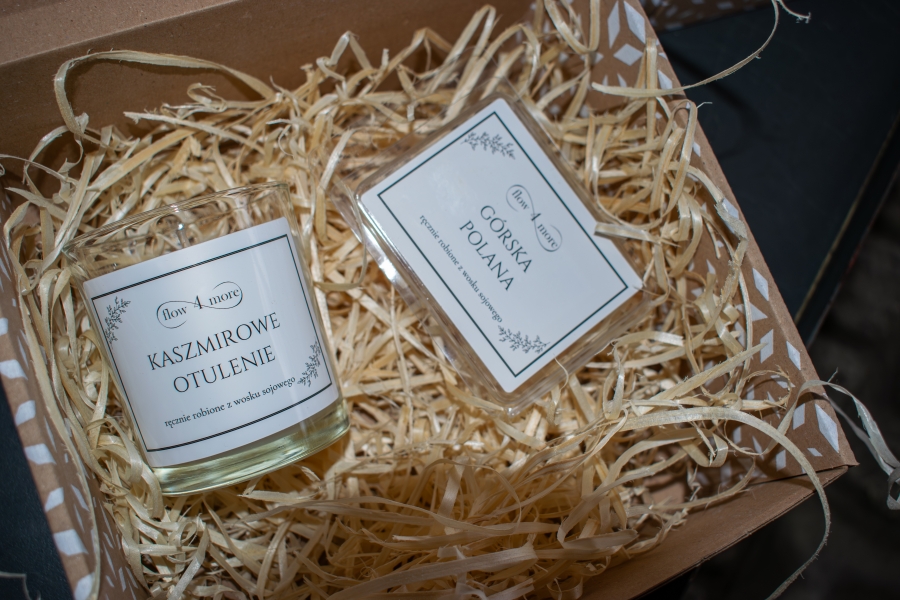 flow 4 more
KASZMIROWE
OTULENIE
ręcznie robione z wosku sojowego
flow 4 more
GÓRSKA
POLANA
ręcznie robione z wosku sojowego